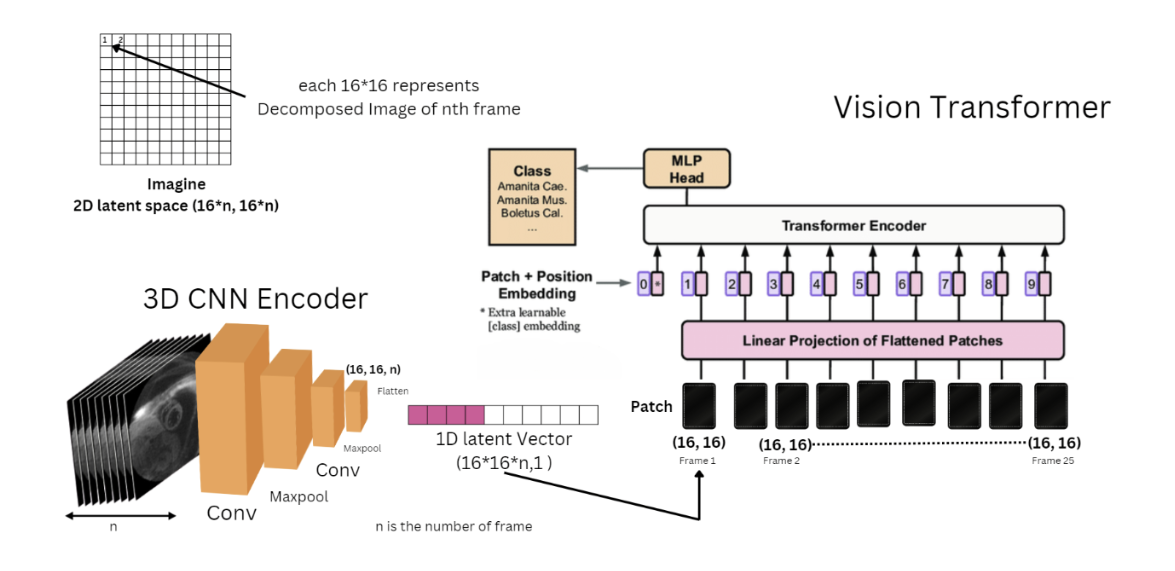 1 2
each 16*16 represents
Decomposed Image of nth frame
Imagine
2D latent space (16*n, 16*n)
Vision Transformer
Class
Amanita Cae.
Amanita Mus.
Boletus Cal.
...
MLP
Head
Transformer Encoder
Patch + Position
Embedding
* Extra learnable
[class] embedding
0 * 1 2 3 4 5 6 7 8 9
Linear Projection of Flattened Patches
Patch
(16, 16) (16, 16) (16, 16)
Frame 1 Frame 2 Frame 25
3D CNN Encoder
(16, 16, n)
Flatten
Maxpool
Conv
Maxpool
Conv
n
1D latent Vector
(16*16*n,1 )
n is the number of frame